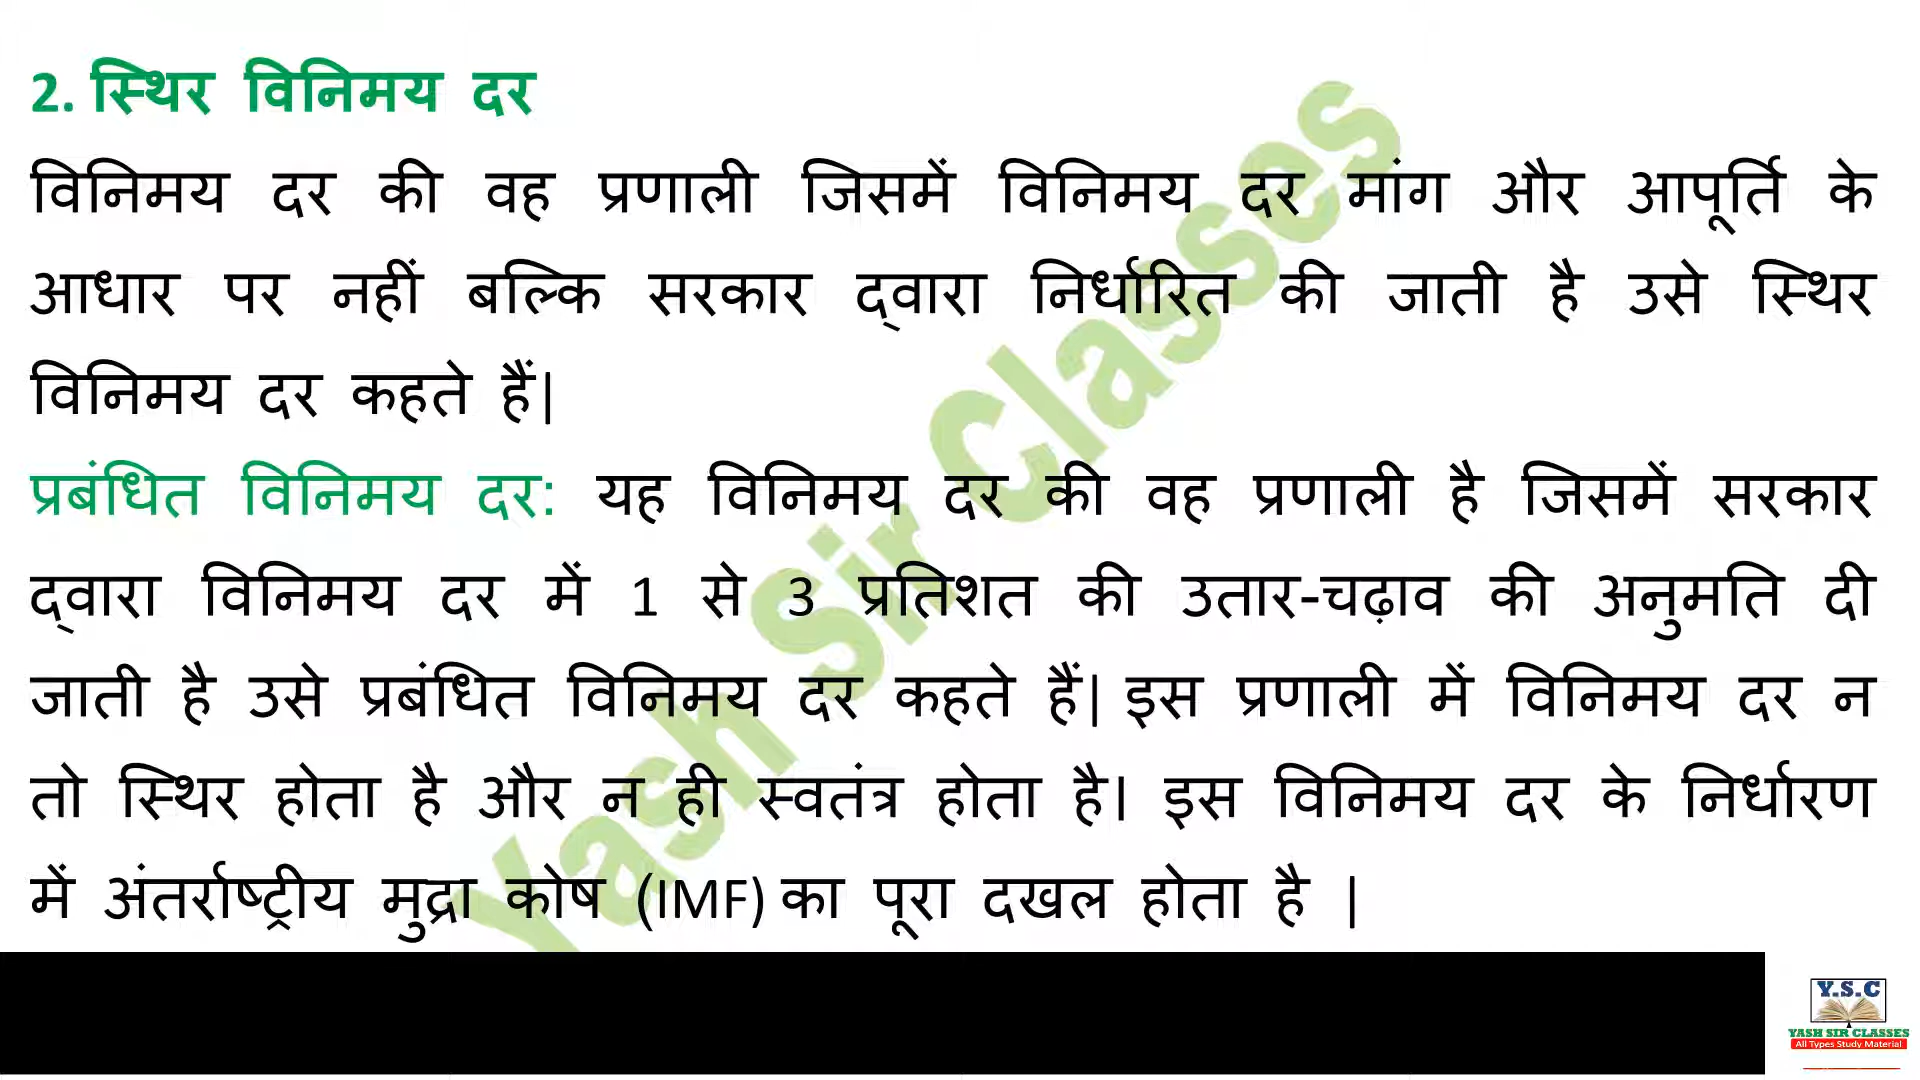 2. स्थिर विनिमय दर
विनिमय दर की वह प्रणाली जिसमें विनिमय दर मांग और आपूर्ति के
आधार पर नहीं बल्कि सरकार द्वारा निर्धारित की जाती है उसे स्थिर
विनिमय दर कहते हैं|
प्रबंधित विनिमय दर: यह विनिमय दर की वह प्रणाली है जिसमें सरकार
द्वारा विनिमय दर में 1 से 3 प्रतिशत की उतार-चढ़ाव की अनुमति दी
जाती है उसे प्रबंधित विनिमय दर कहते हैं| इस प्रणाली में विनिमय दर न
तो स्थिर होता है और न ही स्वतंत्र होता है। इस विनिमय दर के निर्धारण
में अंतर्राष्ट्रीय मुद्रा कोष (IMF) का पूरा दखल होता है |
Yash Sir Classes
Y.S.C
YASH SIR CLASSES
All Types Study Material